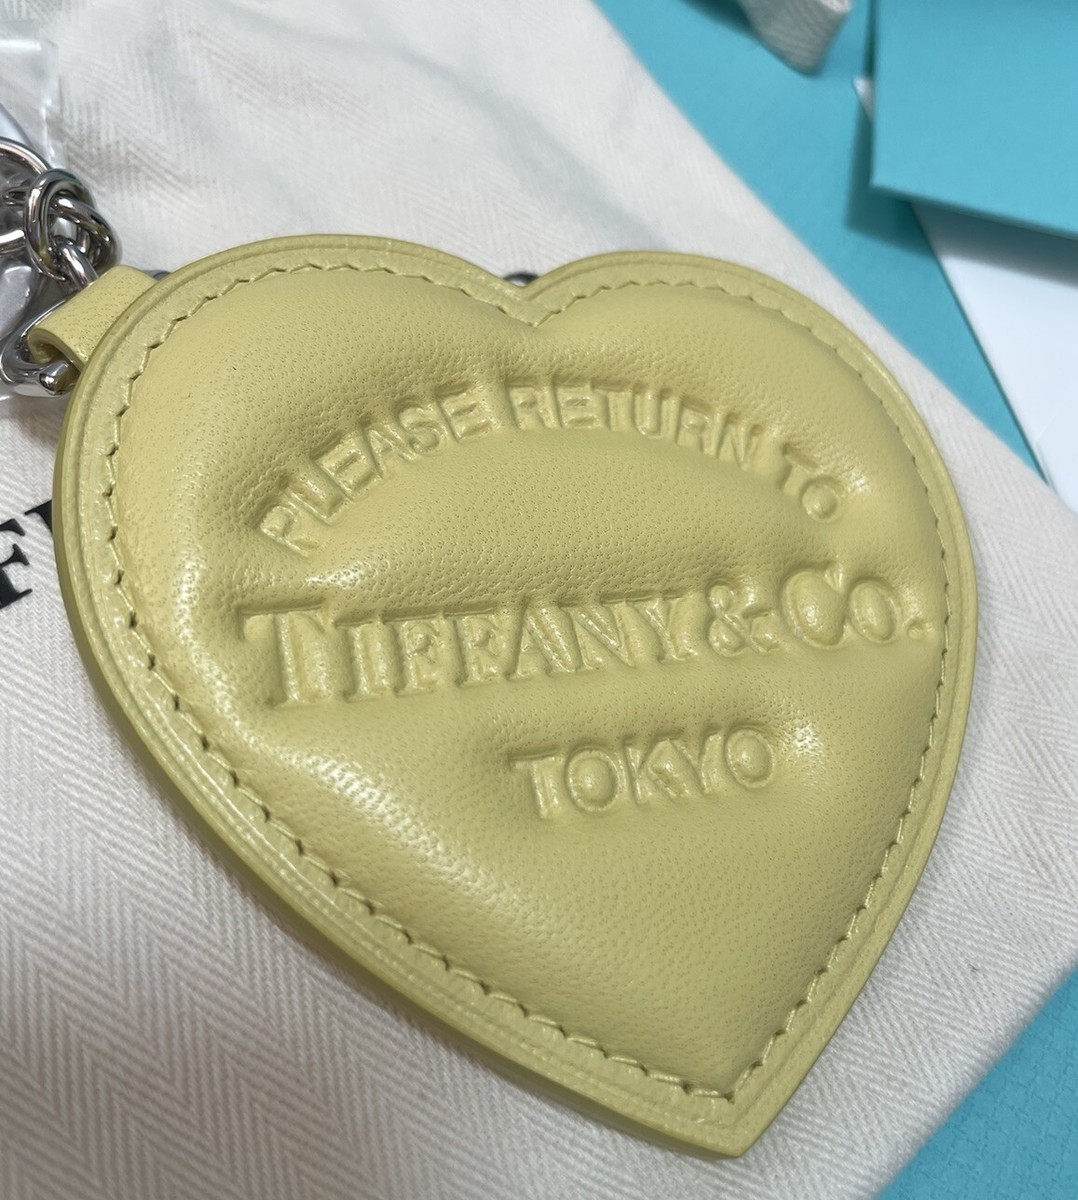 PLEASE RETURN TO
TIFFANY & CO.
TOKYO